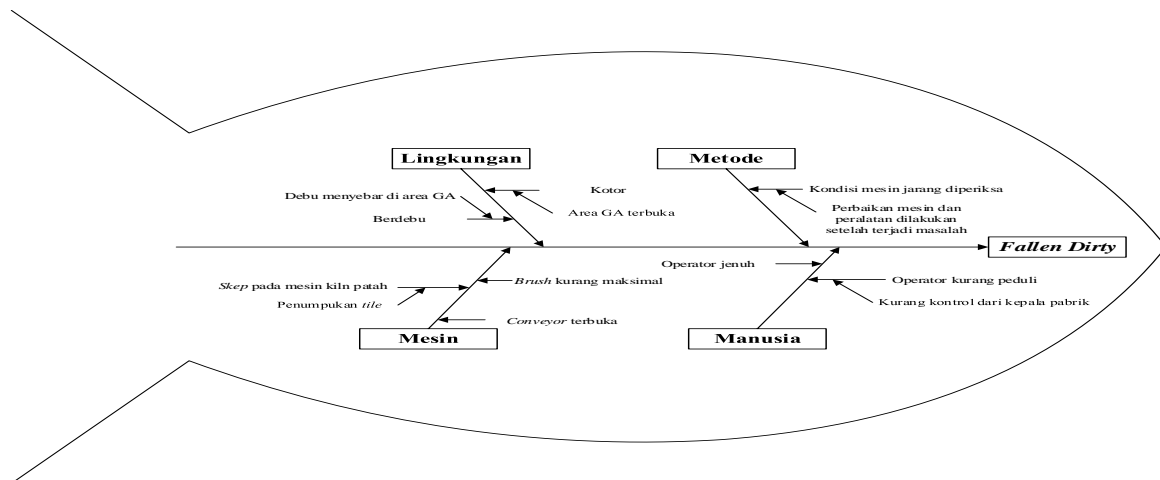 Lingkungan
Metode
Debu menyebar di area GA
Kotor
Area GA terbuka
Berdebu
Kondisi mesin jarang diperiksa
Perbaikan mesin dan
peralatan dilakukan
setelah terjadi masalah
Fallen Dirty
Operator jenuh
Skep pada mesin kiln patah
Brush kurang maksimal
Operator kurang peduli
Penumpukan tile
Kurang kontrol dari kepala pabrik
Conveyor terbuka
Mesin
Manusia